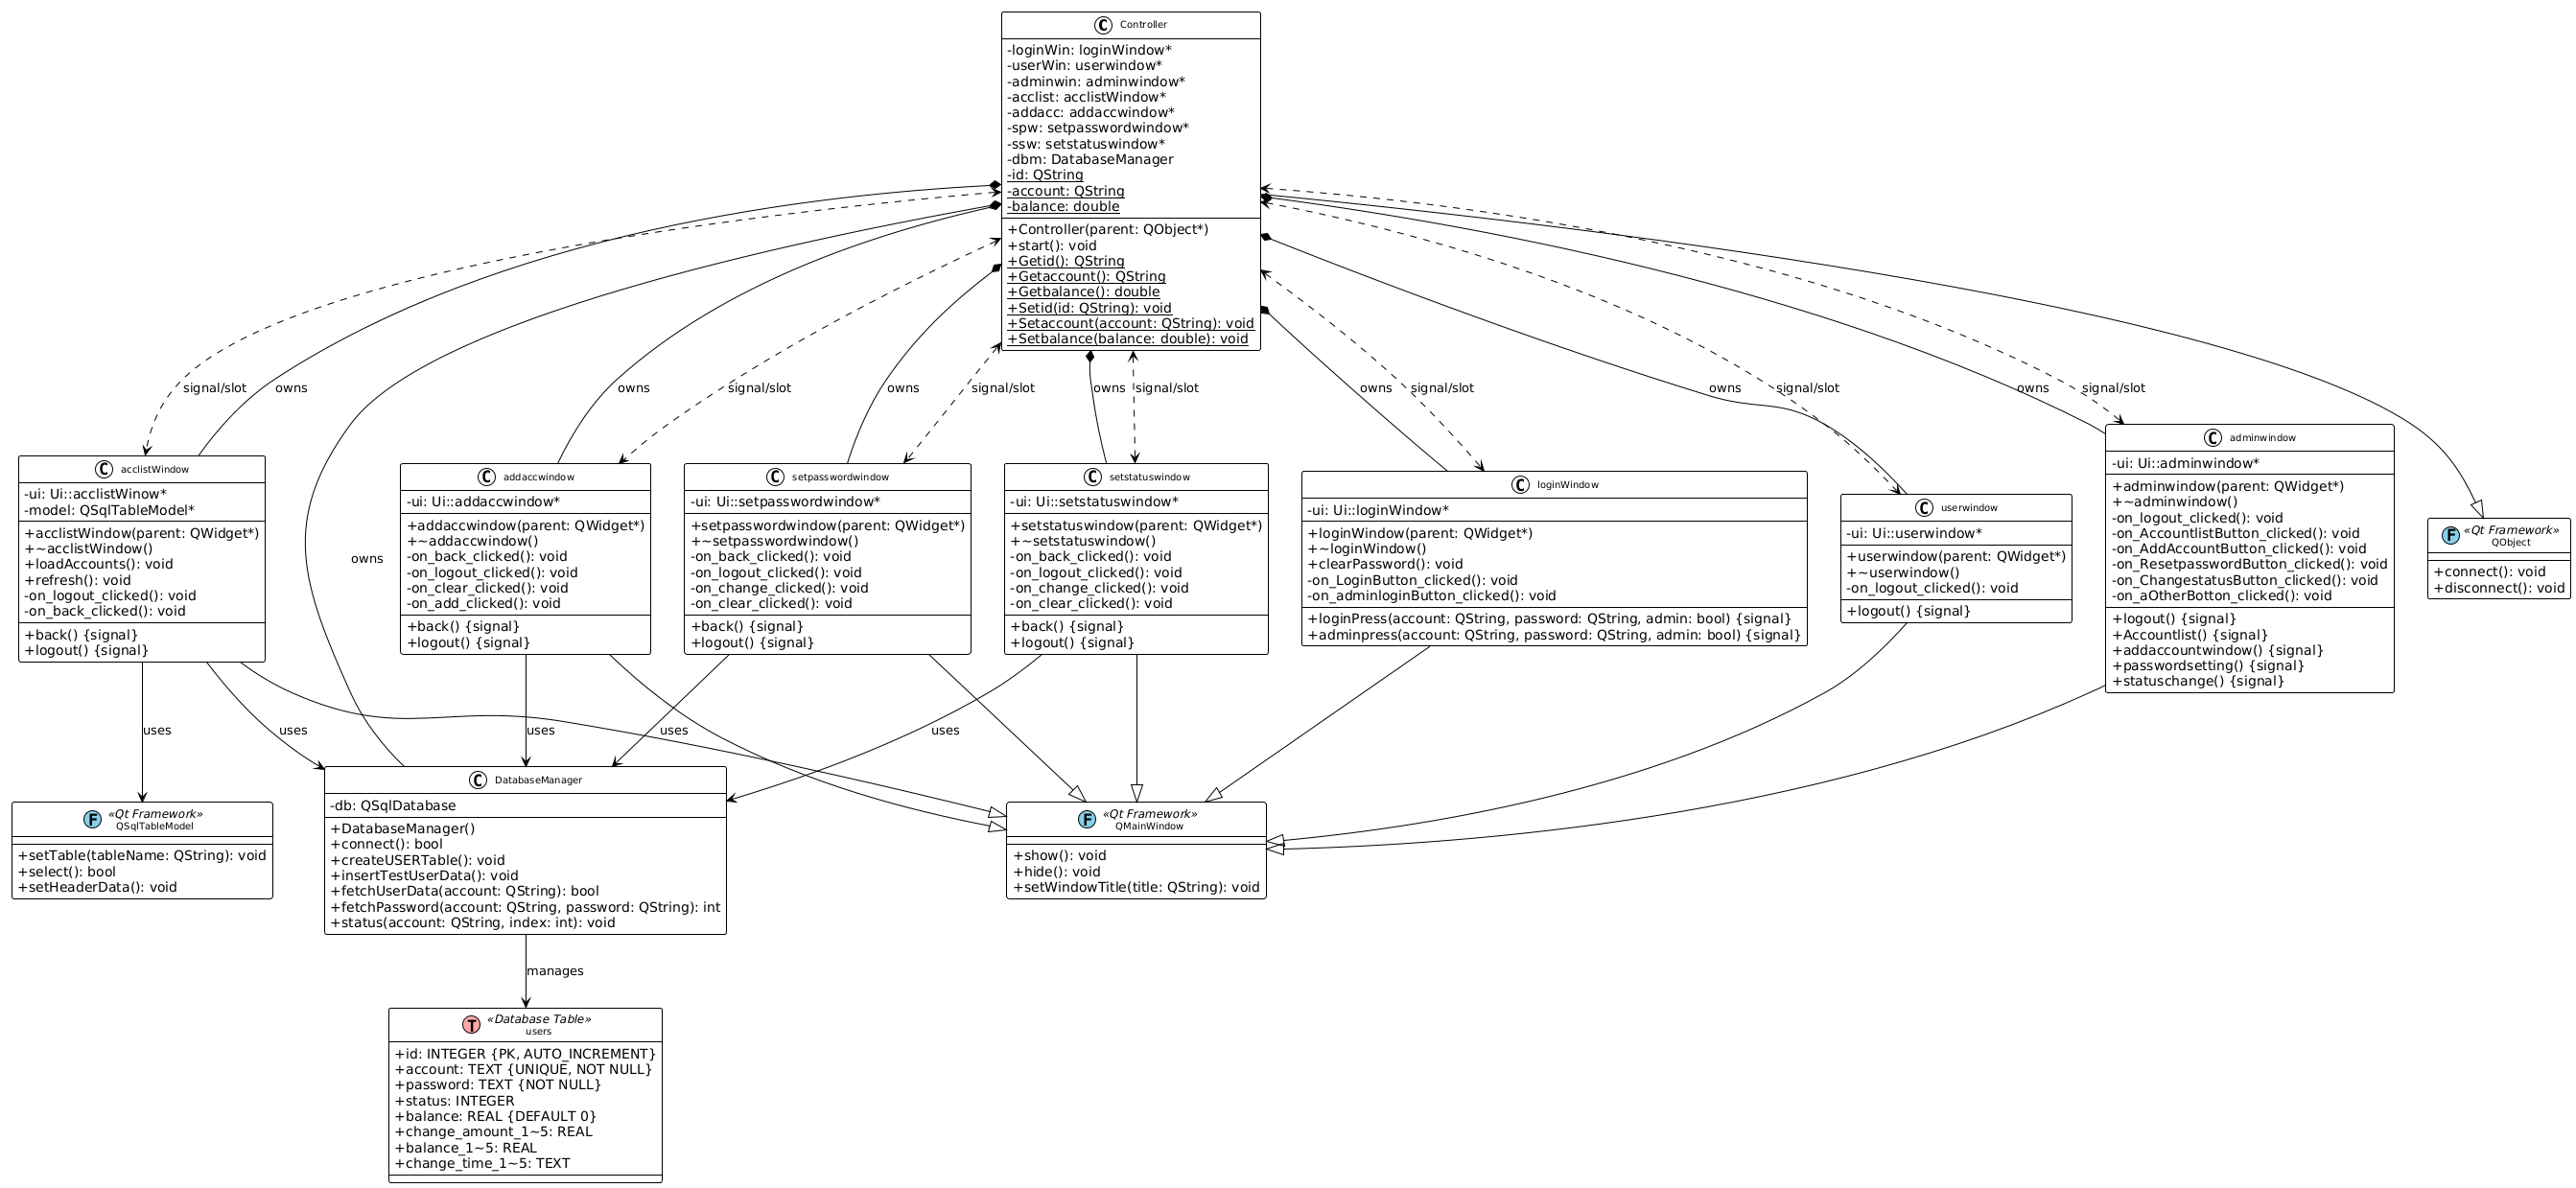 C Controller
-loginWin: loginWindow*
-userWin: userwindow*
-adminwin: adminwindow*
-acclist: acclistWindow*
-addacc: addaccwindow*
-spw: setpasswordwindow*
-ssw: setstatuswindow*
-dbm: DatabaseManager
-id: QString
-account: QString
-balance: double
+Controller(parent: QObject*)
+start(): void
+Getid(): QString
+Getaccount(): QString
+Getbalance(): double
+Setid(id: QString): void
+Setaccount(account: QString): void
+Setbalance(balance: double): void
signal/slot
owns
owns
signal/slot
owns
signal/slot
owns
signal/slot
owns
signal/slot
owns
signal/slot
owns
signal/slot
owns
C acclistWindow
-ui: Ui::acclistWinow*
-model: QSqlTableModel*
+acclistWindow(parent: QWidget*)
+~acclistWindow()
+loadAccounts(): void
+refresh(): void
-on_logout_clicked(): void
-on_back_clicked(): void
+back() {signal}
+logout() {signal}
C addaccwindow
-ui: Ui::addaccwindow*
+addaccwindow(parent: QWidget*)
+~addaccwindow()
-on_back_clicked(): void
-on_logout_clicked(): void
-on_clear_clicked(): void
-on_add_clicked(): void
+back() {signal}
+logout() {signal}
C setpasswordwindow
-ui: Ui::setpasswordwindow*
+setpasswordwindow(parent: QWidget*)
+~setpasswordwindow()
-on_back_clicked(): void
-on_logout_clicked(): void
-on_change_clicked(): void
-on_clear_clicked(): void
+back() {signal}
+logout() {signal}
C setstatuswindow
-ui: Ui::setstatuswindow*
+setstatuswindow(parent: QWidget*)
+~setstatuswindow()
-on_back_clicked(): void
-on_logout_clicked(): void
-on_change_clicked(): void
-on_clear_clicked(): void
+back() {signal}
+logout() {signal}
C loginWindow
-ui: Ui::loginWindow*
+loginWindow(parent: QWidget*)
+~loginWindow()
+clearPassword(): void
-on_LoginButton_clicked(): void
-on_adminloginButton_clicked(): void
+loginPress(account: QString, password: QString, admin: bool) {signal}
+adminpress(account: QString, password: QString, admin: bool) {signal}
C userwindow
-ui: Ui::userwindow*
+userwindow(parent: QWidget*)
+~userwindow()
-on_logout_clicked(): void
+logout() {signal}
C adminwindow
-ui: Ui::adminwindow*
+adminwindow(parent: QWidget*)
+~adminwindow()
-on_logout_clicked(): void
-on_AccountlistButton_clicked(): void
-on_AddAccountButton_clicked(): void
-on_ResetpasswordButton_clicked(): void
-on_ChangestatusButton_clicked(): void
-on_aOtherBotton_clicked(): void
+logout() {signal}
+Accountlist() {signal}
+addaccountwindow() {signal}
+passwordsetting() {signal}
+statuschange() {signal}
F «Qt Framework»
QObject
+connect(): void
+disconnect(): void
uses
uses
uses
uses
uses
F «Qt Framework»
QSqlTableModel
+setTable(tableName: QString): void
+select(): bool
+setHeaderData(): void
C DatabaseManager
-db: QSqlDatabase
+DatabaseManager()
+connect(): bool
+createUSERTable(): void
+insertTestUserData(): void
+fetchUserData(account: QString): bool
+fetchPassword(account: QString, password: QString): int
+status(account: QString, index: int): void
F «Qt Framework»
QMainWindow
+show(): void
+hide(): void
+setWindowTitle(title: QString): void
manages
T «Database Table»
users
+id: INTEGER {PK, AUTO_INCREMENT}
+account: TEXT {UNIQUE, NOT NULL}
+password: TEXT {NOT NULL}
+status: INTEGER
+balance: REAL {DEFAULT 0}
+change_amount_1~5: REAL
+balance_1~5: REAL
+change_time_1~5: TEXT